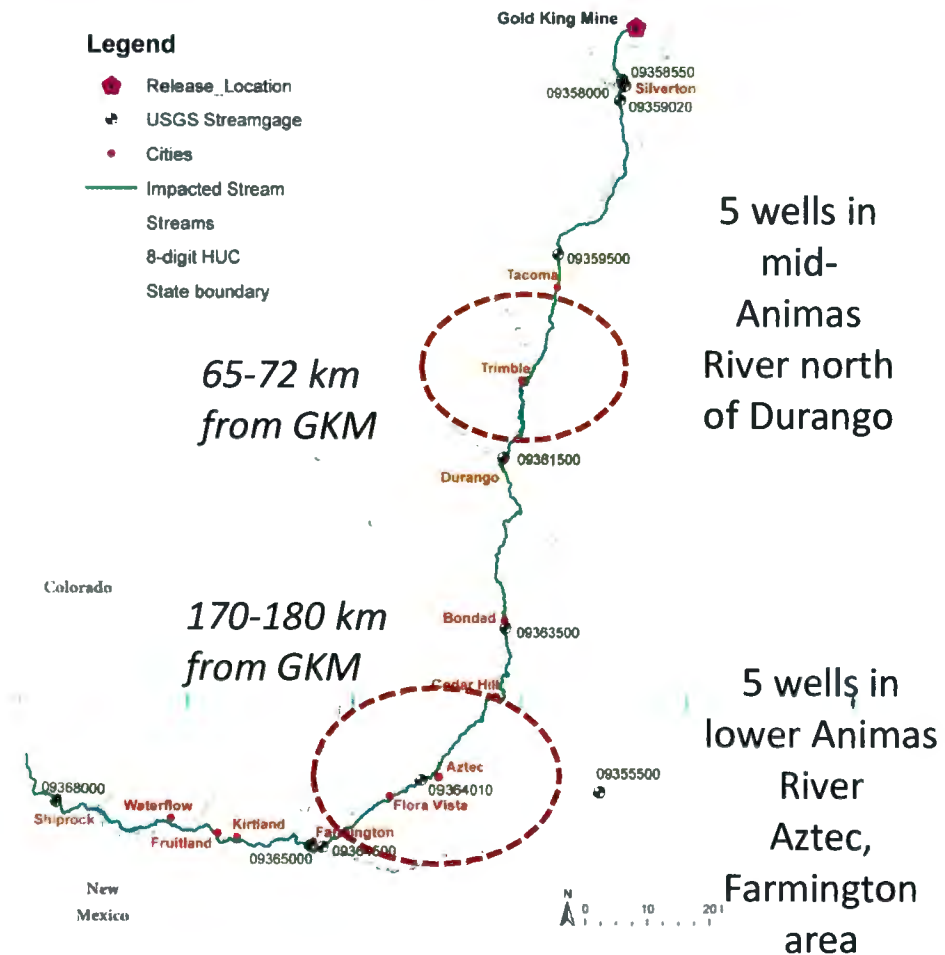 Gold King Mine
Legend
Release_Location
USGS Streamgage
Cities
Impacted Stream
Streams
8-digit HUC
State boundary
09358550
09358000
Silverton
09359020
5 wells in
mid-
Animas
River north
of Durango
09359500
Tacoma
65-72 km
from GKM
Trimble
09361500
Durango
Colorado
170-180 km
from GKM
Bondad
09363500
Cedar Hill
5 wells in
lower Animas
River
Aztec,
Farmington
area
Aztec
09364010
Flora Vista
09355500
09368000
Shiprock
Waterflow
Fruitland
Kirtland
Farmington
09365000
New
Mexico
N
0 10 20